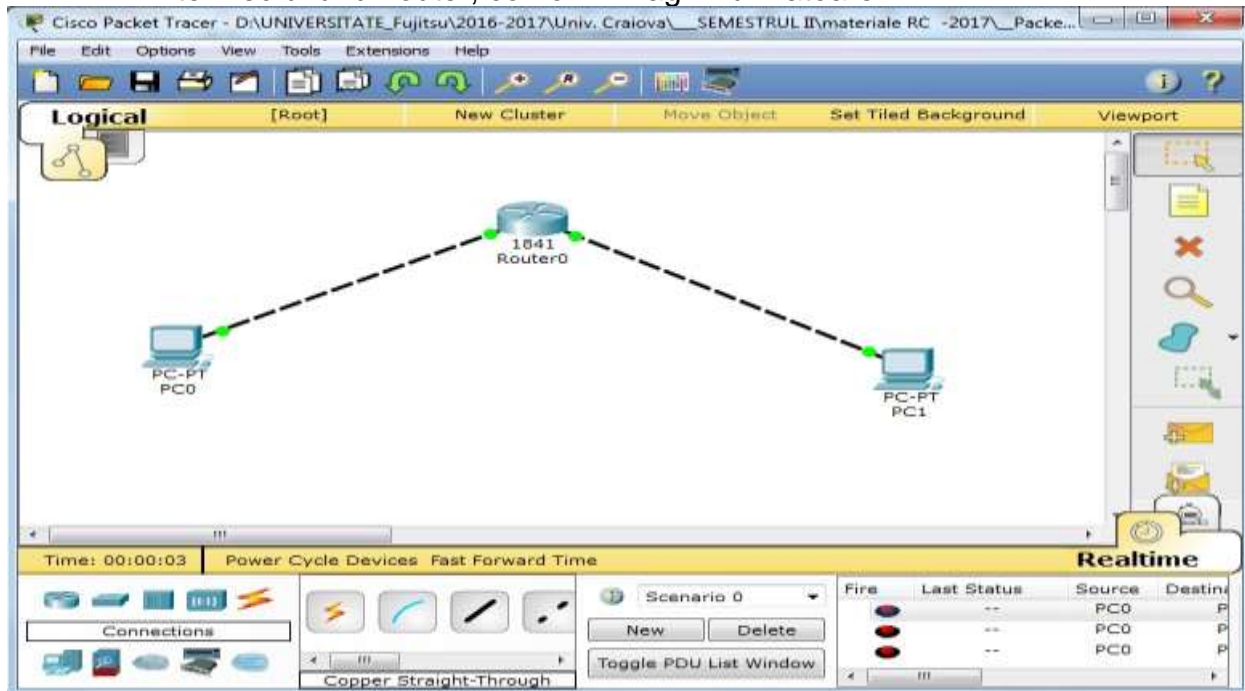 Cisco Packet Tracer - D:\UNIVERSITATE_Fujitsu\2016-2017\Univ. Craiova\__SEMESTRUL II\materiale RC -2017\_Packe...
File Edit Options View Tools Extensions Help
Logical [Root] New Cluster Move Object Set Tiled Background Viewport
1841
Router0
PC-PT
PC0
PC-PT
PC1
Time: 00:00:03 Power Cycle Devices Fast Forward Time Realtime
Scenario 0 Fire Last Status Source Destina
Connections New Delete
-- PC0 P
-- PC0 P
-- PC0 P
Toggle PDU List Window
Copper Straight-Through